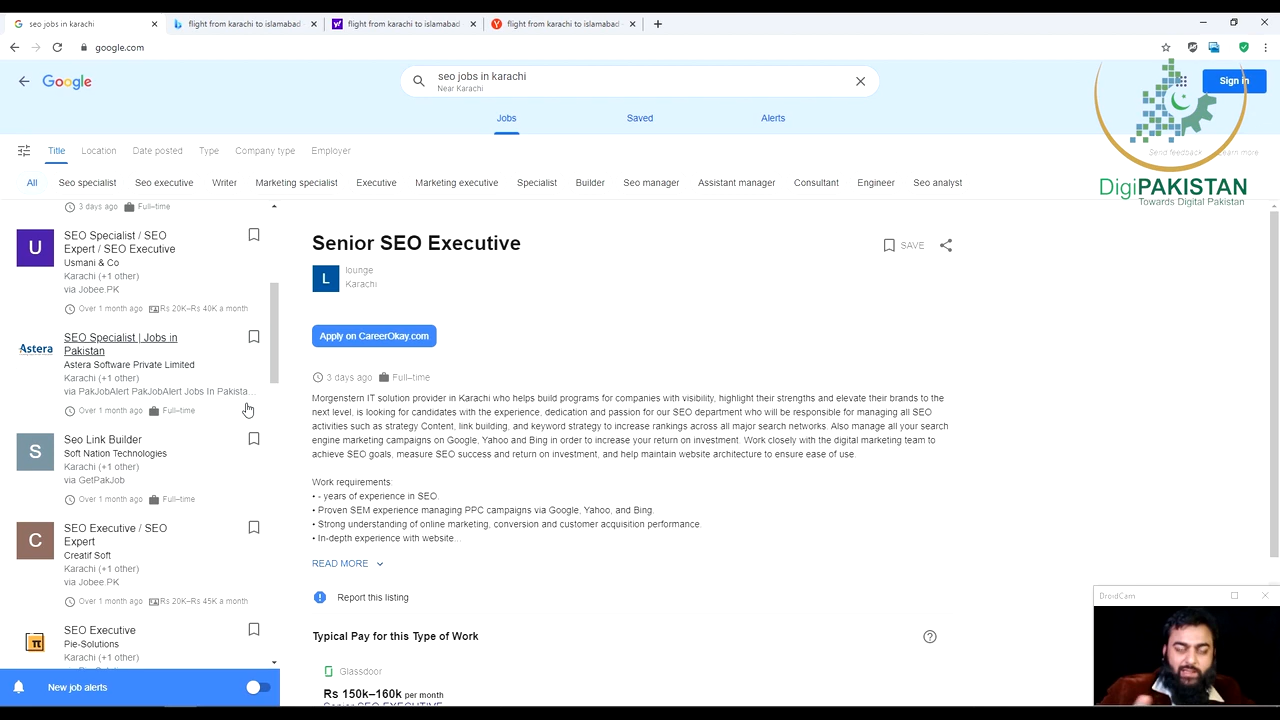 seo jobs in karachi
flight from karachi to islamabad
flight from karachi to islamabad
flight from karachi to islamabad
google.com
Google
seo jobs in karachi
Near Karachi
Sign in
Jobs
Saved
Alerts
Title
Location
Date posted
Type
Company type
Employer
Send feedback
Learn more
All
Seo specialist
Seo executive
Writer
Marketing specialist
Executive
Marketing executive
Specialist
Builder
Seo manager
Assistant manager
Consultant
Engineer
Seo analyst
DigiPAKISTAN
Towards Digital Pakistan
3 days ago Full–time
U
SEO Specialist / SEO
Expert / SEO Executive
Usmani & Co
Karachi (+1 other)
via Jobee.PK
Over 1 month ago Rs 20K–Rs 40K a month
Astera
SEO Specialist | Jobs in
Pakistan
Astera Software Private Limited
Karachi (+1 other)
via PakJobAlert PakJobAlert Jobs In Pakista...
Over 1 month ago Full–time
S
Seo Link Builder
Soft Nation Technologies
Karachi (+1 other)
via GetPakJob
Over 1 month ago Full–time
C
SEO Executive / SEO
Expert
Creatif Soft
Karachi (+1 other)
via Jobee.PK
Over 1 month ago Rs 20K–Rs 45K a month
π
SEO Executive
Pie-Solutions
Karachi (+1 other)
New job alerts
Senior SEO Executive
SAVE
L
lounge
Karachi
Apply on CareerOkay.com
3 days ago Full–time
Morgenstern IT solution provider in Karachi who helps build programs for companies with visibility, highlight their strengths and elevate their brands to the
next level, is looking for candidates with the experience, dedication and passion for our SEO department who will be responsible for managing all SEO
activities such as strategy Content, link building, and keyword strategy to increase rankings across all major search networks. Also manage all your search
engine marketing campaigns on Google, Yahoo and Bing in order to increase your return on investment. Work closely with the digital marketing team to
achieve SEO goals, measure SEO success and return on investment, and help maintain website architecture to ensure ease of use.
Work requirements:
• - years of experience in SEO.
• Proven SEM experience managing PPC campaigns via Google, Yahoo, and Bing.
• Strong understanding of online marketing, conversion and customer acquisition performance.
• In-depth experience with website...
READ MORE
Report this listing
Typical Pay for this Type of Work
Glassdoor
Rs 150k–160k per month
Senior SEO EXECUTIVE
DroidCam